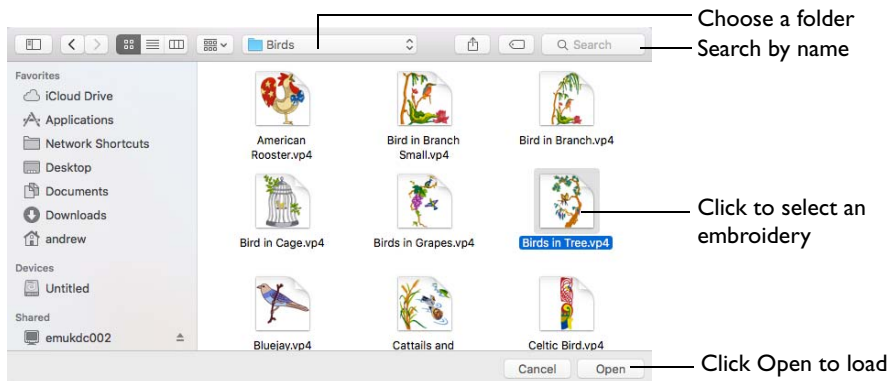 Choose a folder
Birds
Search
Search by name
Favorites
iCloud Drive
Applications
Network Shortcuts
Desktop
Documents
Downloads
andrew
Devices
Untitled
Shared
emukdc002
American
Rooster.vp4
Bird in Branch
Small.vp4
Bird in Branch.vp4
Bird in Cage.vp4
Birds in Grapes.vp4
Birds in Tree.vp4
Click to select an
embroidery
Bluejay.vp4
Cattails and
Celtic Bird.vp4
Cancel
Open
Click Open to load